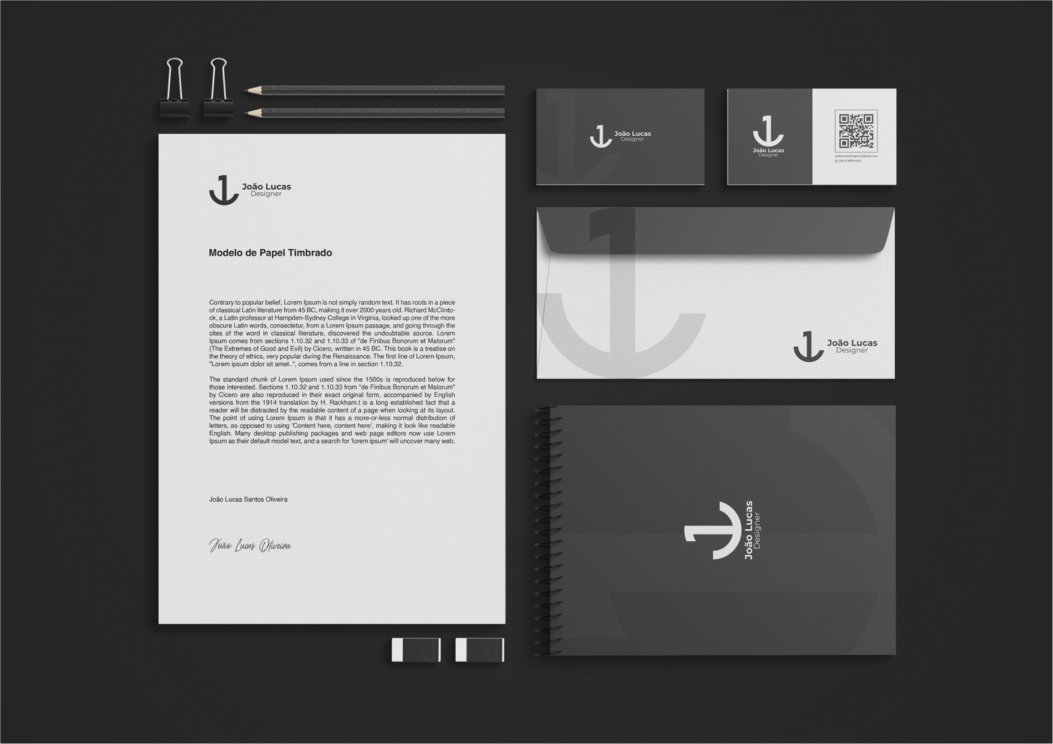 João Lucas
Designer
Modelo de Papel Timbrado
Contrary to popular belief, Lorem Ipsum is not simply random text. It has roots in a piece
of classical Latin literature from 45 BC, making it over 2000 years old. Richard McClinto-
ck, a Latin professor at Hampden-Sydney College in Virginia, looked up one of the more
obscure Latin words, consectetur, from a Lorem Ipsum passage, and going through the
cites of the word in classical literature, discovered the undoubtable source. Lorem
Ipsum comes from sections 1.10.32 and 1.10.33 of "de Finibus Bonorum et Malorum"
(The Extremes of Good and Evil) by Cicero, written in 45 BC. This book is a treatise on
the theory of ethics, very popular during the Renaissance. The first line of Lorem Ipsum,
"Lorem ipsum dolor sit amet..", comes from a line in section 1.10.32.
The standard chunk of Lorem Ipsum used since the 1500s is reproduced below for
those interested. Sections 1.10.32 and 1.10.33 from "de Finibus Bonorum et Malorum"
by Cicero are also reproduced in their exact original form, accompanied by English
versions from the 1914 translation by H. Rackham.t is a long established fact that a
reader will be distracted by the readable content of a page when looking at its layout.
The point of using Lorem Ipsum is that it has a more-or-less normal distribution of
letters, as opposed to using 'Content here, content here', making it look like readable
English. Many desktop publishing packages and web page editors now use Lorem
Ipsum as their default model text, and a search for 'lorem ipsum' will uncover many web.
João Lucas Santos Oliveira
João Lucas Oliveira
João Lucas
Designer
João Lucas
Designer
João Lucas
Designer
João Lucas
Designer